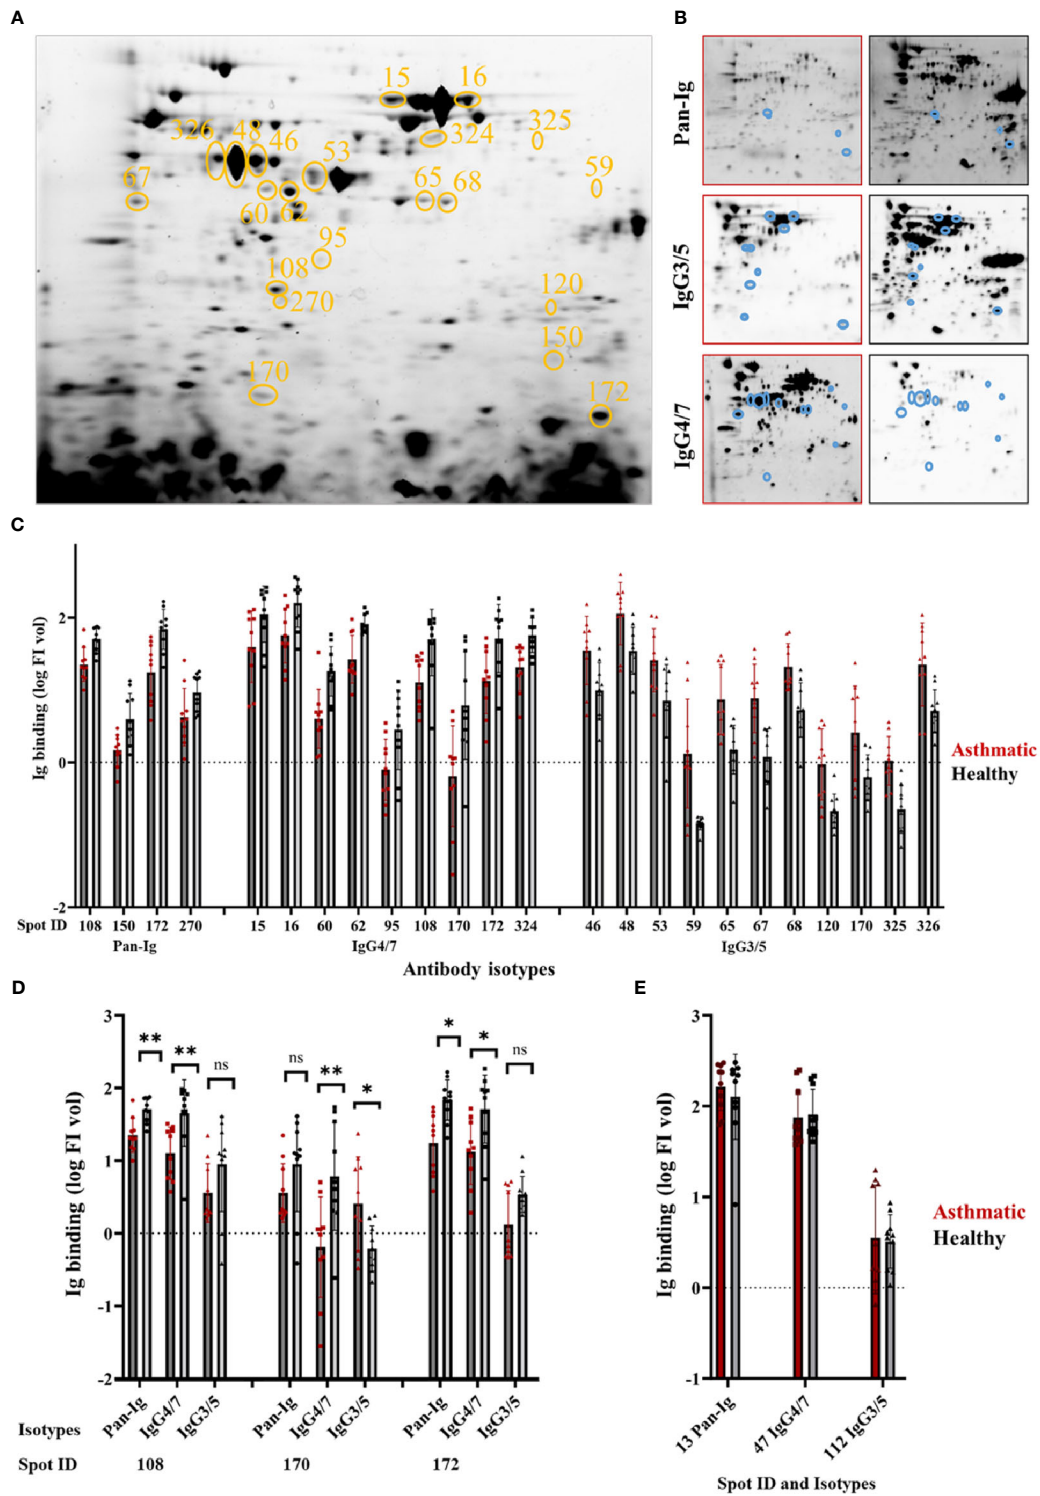 A
B
15 16
326 48 46 324 325
53 59
67 65 68
60 62
95
108
270 120
150
170
172
Pan-Ig
IgG3/5
IgG4/7
C
Ig binding (log FI vol)
2
0
-2
Asthmatic
Healthy
Spot ID 108 150 172 270 15 16 60 62 95 108 170 172 324 46 48 53 59 65 67 68 120 170 325 326
Pan-Ig IgG4/7 IgG3/5
Antibody isotypes
D
Ig binding (log FI vol)
3
2
1
0
-1
-2
** ** ns
ns ** *
* * ns
Isotypes Pan-Ig IgG4/7 IgG3/5 Pan-Ig IgG4/7 IgG3/5 Pan-Ig IgG4/7 IgG3/5
Spot ID 108 170 172
E
Ig binding (log FI vol)
3
2
1
0
-1
Asthmatic
Healthy
13 Pan-Ig 47 IgG4/7 112 IgG3/5
Spot ID and Isotypes